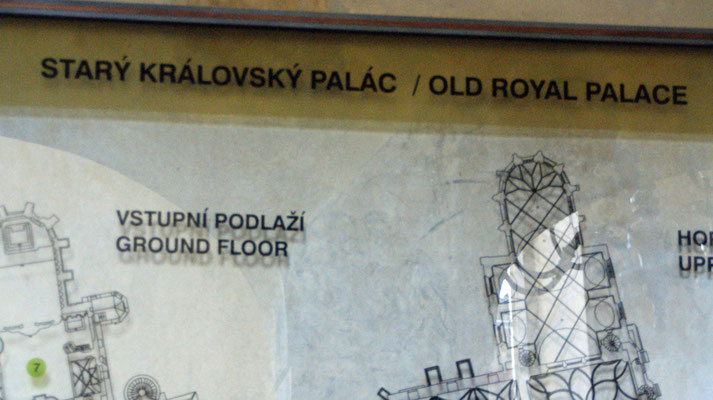 STARÝ KRÁLOVSKÝ PALÁC / OLD ROYAL PALACE
VSTUPNÍ PODLAŽÍ
GROUND FLOOR
7